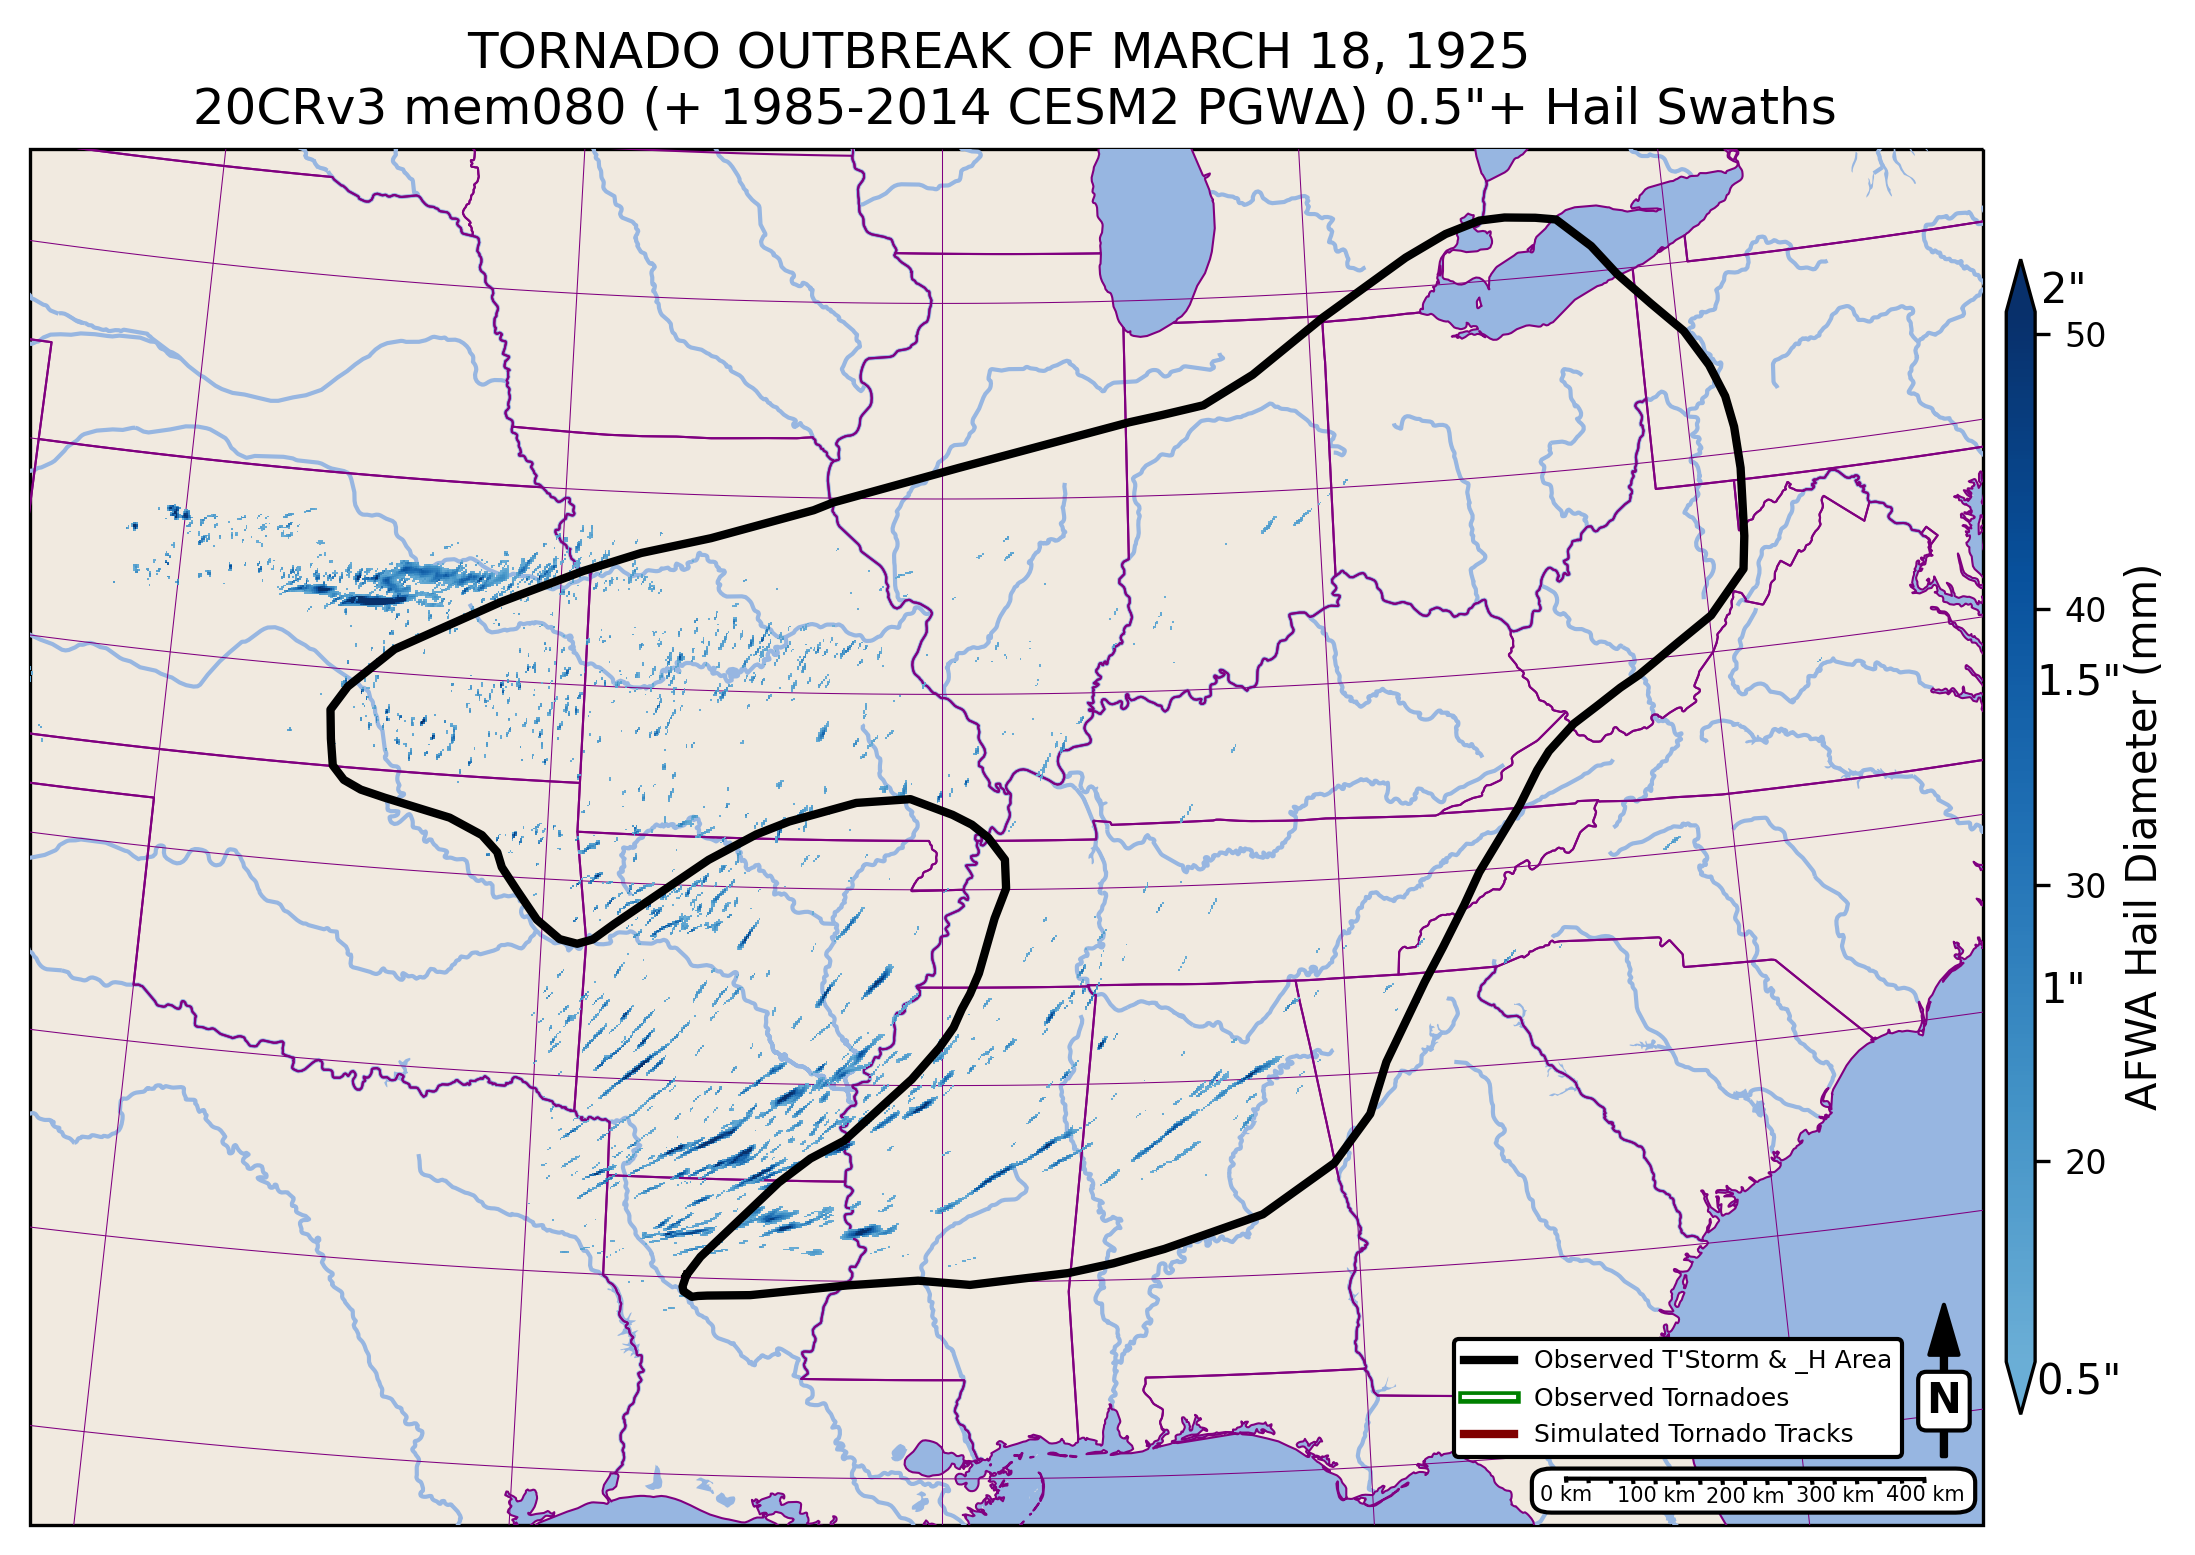 TORNADO OUTBREAK OF MARCH 18, 1925
20CRv3 mem080 (+ 1985-2014 CESM2 PGWΔ) 0.5"+ Hail Swaths
2"
50
40
1.5"
1"
30
20
0.5"
AFWA Hail Diameter (mm)
Observed T'Storm & _H Area
Observed Tornadoes
Simulated Tornado Tracks
N
0 km 100 km 200 km 300 km 400 km